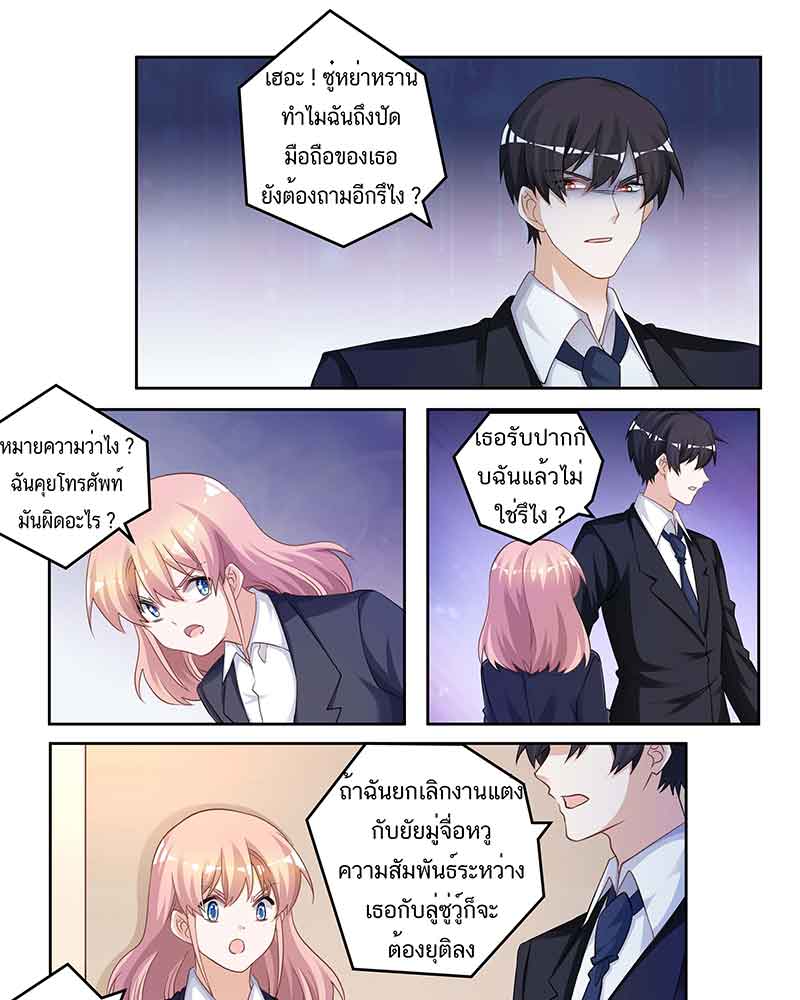 เฮอะ ! ซู่หย่าหราน
ทำไมฉันถึงปัด
มือถือของเธอ
ยังต้องถามอีกรึไง ?
หมายความว่าไง ?
ฉันคุยโทรศัพท์
มันผิดอะไร ?
เธอรับปากกั
บฉันแล้วไม่
ใช่รึไง ?
ถ้าฉันยกเลิกงานแตง
กับยัยมู่จื่อหวู
ความสัมพันธ์ระหว่าง
เธอกับลู่ซู่วู๋ก็จะ
ต้องยุติลง